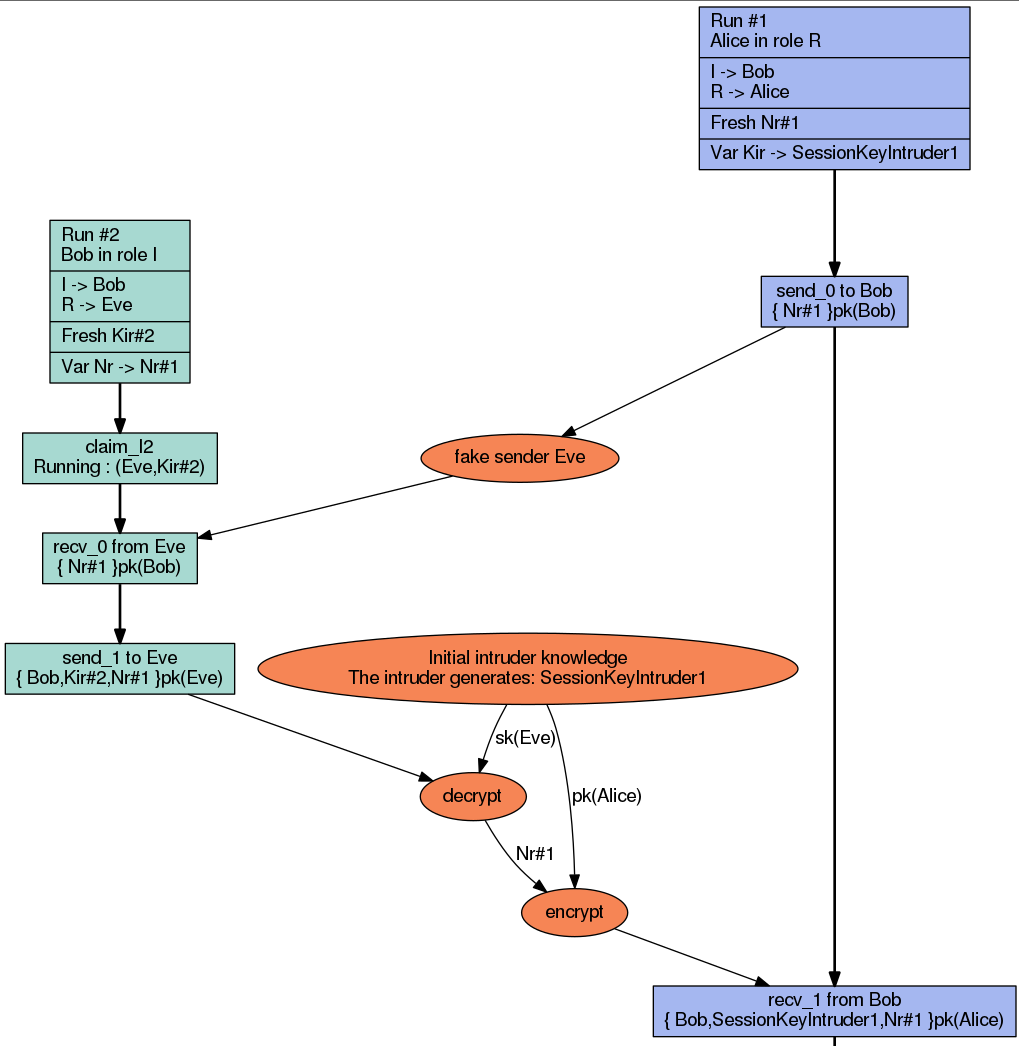 Run #1
Alice in role R
I -> Bob
R -> Alice
Fresh Nr#1
Var Kir -> SessionKeyIntruder1
Run #2
Bob in role I
I -> Bob
R -> Eve
Fresh Kir#2
Var Nr -> Nr#1
send_0 to Bob
{ Nr#1 }pk(Bob)
claim_I2
Running : (Eve,Kir#2)
fake sender Eve
recv_0 from Eve
{ Nr#1 }pk(Bob)
send_1 to Eve
{ Bob,Kir#2,Nr#1 }pk(Eve)
Initial intruder knowledge
The intruder generates: SessionKeyIntruder1
sk(Eve)
decrypt
pk(Alice)
Nr#1
encrypt
recv_1 from Bob
{ Bob,SessionKeyIntruder1,Nr#1 }pk(Alice)